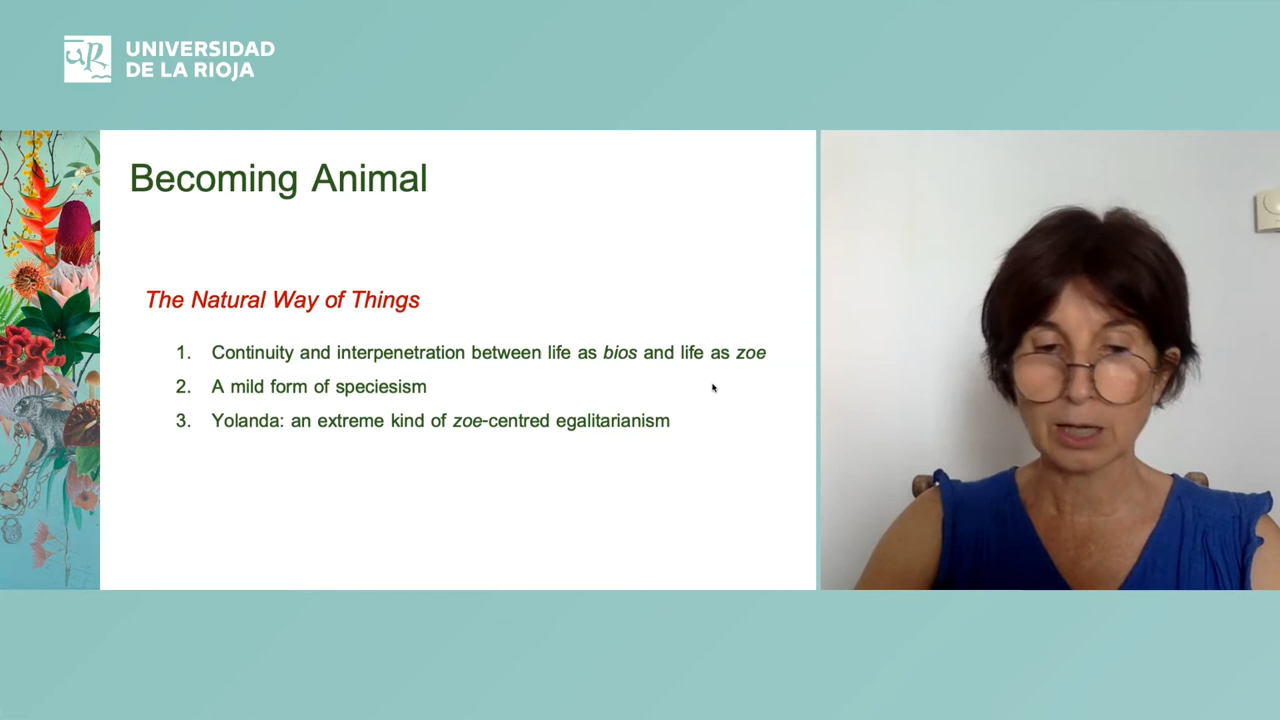 UNIVERSIDAD
DE LA RIOJA
Becoming Animal
The Natural Way of Things
1. Continuity and interpenetration between life as bios and life as zoe
2. A mild form of speciesism
3. Yolanda: an extreme kind of zoe-centred egalitarianism